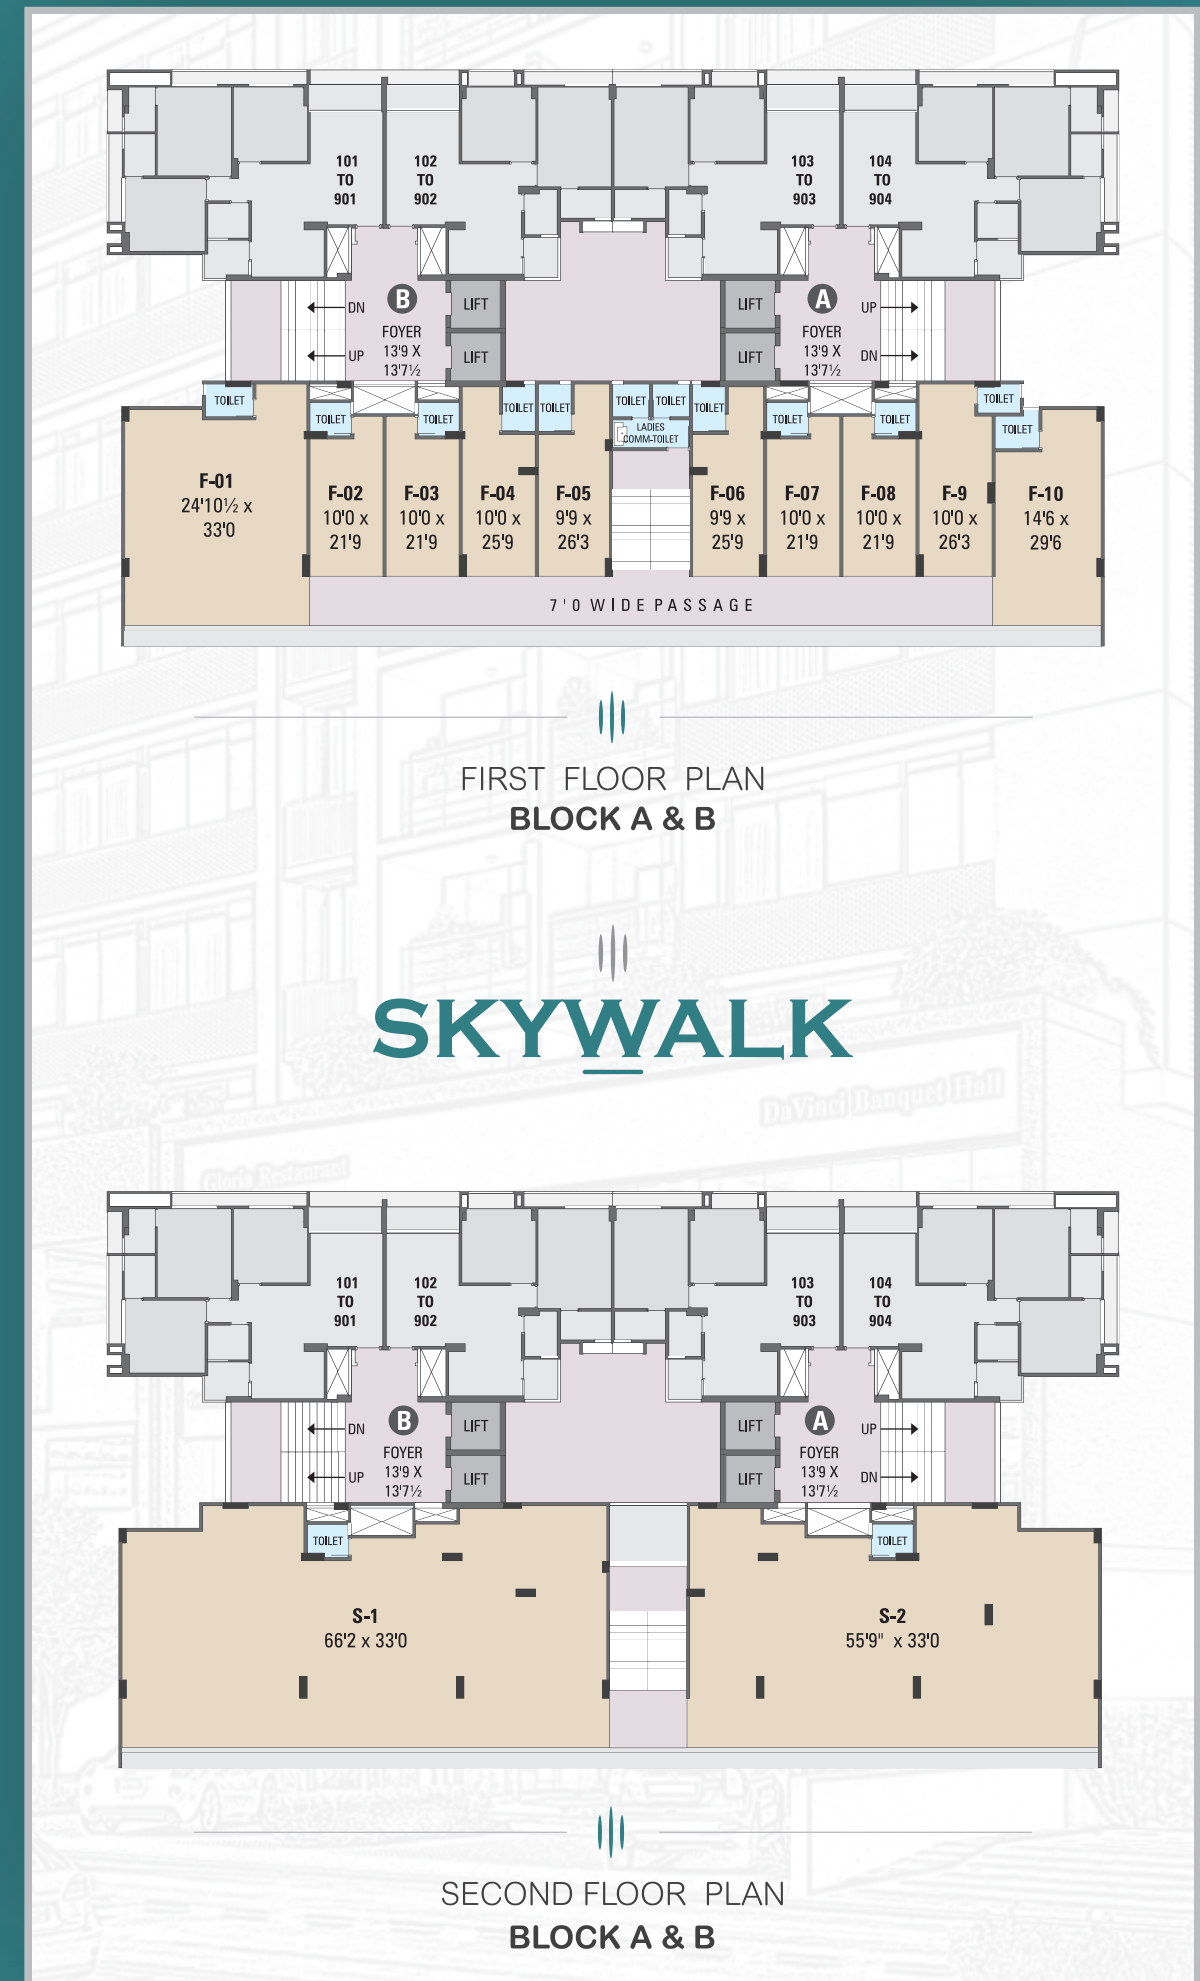 101
TO
901
102
TO
902
103
TO
903
104
TO
904
DN
UP
B
FOYER
13'9 X
13'7½
LIFT
LIFT
LIFT
LIFT
A
FOYER
13'9 X
13'7½
UP
DN
TOILET
TOILET
TOILET
TOILET
TOILET
TOILET
TOILET
LADIES
COMM-TOILET
TOILET
TOILET
TOILET
TOILET
TOILET
F-01
24'10½ x
33'0
F-02
10'0 x
21'9
F-03
10'0 x
21'9
F-04
10'0 x
25'9
F-05
9'9 x
26'3
F-06
9'9 x
25'9
F-07
10'0 x
21'9
F-08
10'0 x
21'9
F-9
10'0 x
26'3
F-10
14'6 x
29'6
7'0 WIDE PASSAGE
FIRST FLOOR PLAN
BLOCK A & B
SKYWALK
DaVinci Banquet Hall
101
TO
901
102
TO
902
103
TO
903
104
TO
904
DN
UP
B
FOYER
13'9 X
13'7½
LIFT
LIFT
LIFT
LIFT
A
FOYER
13'9 X
13'7½
UP
DN
TOILET
TOILET
S-1
66'2 x 33'0
S-2
55'9" x 33'0
SECOND FLOOR PLAN
BLOCK A & B